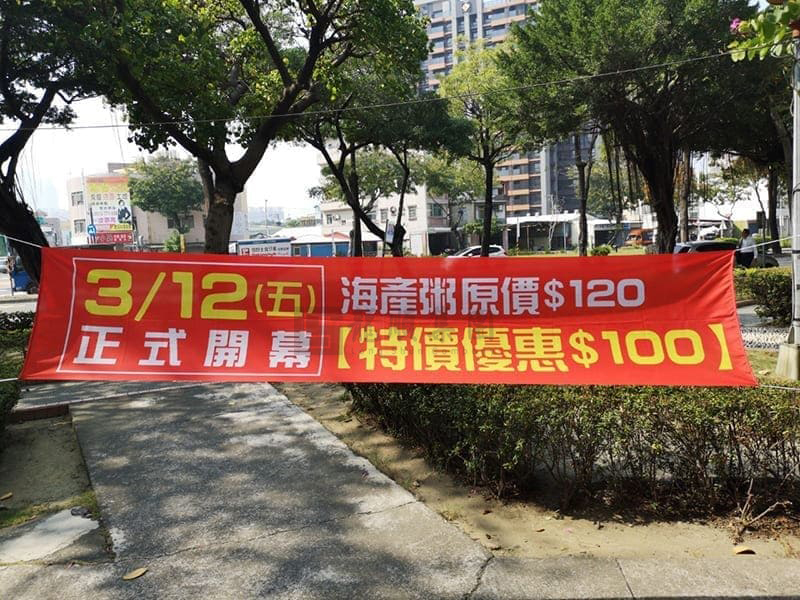 3/12(五)
正式開幕
海產粥原價$120
【特價優惠$100】